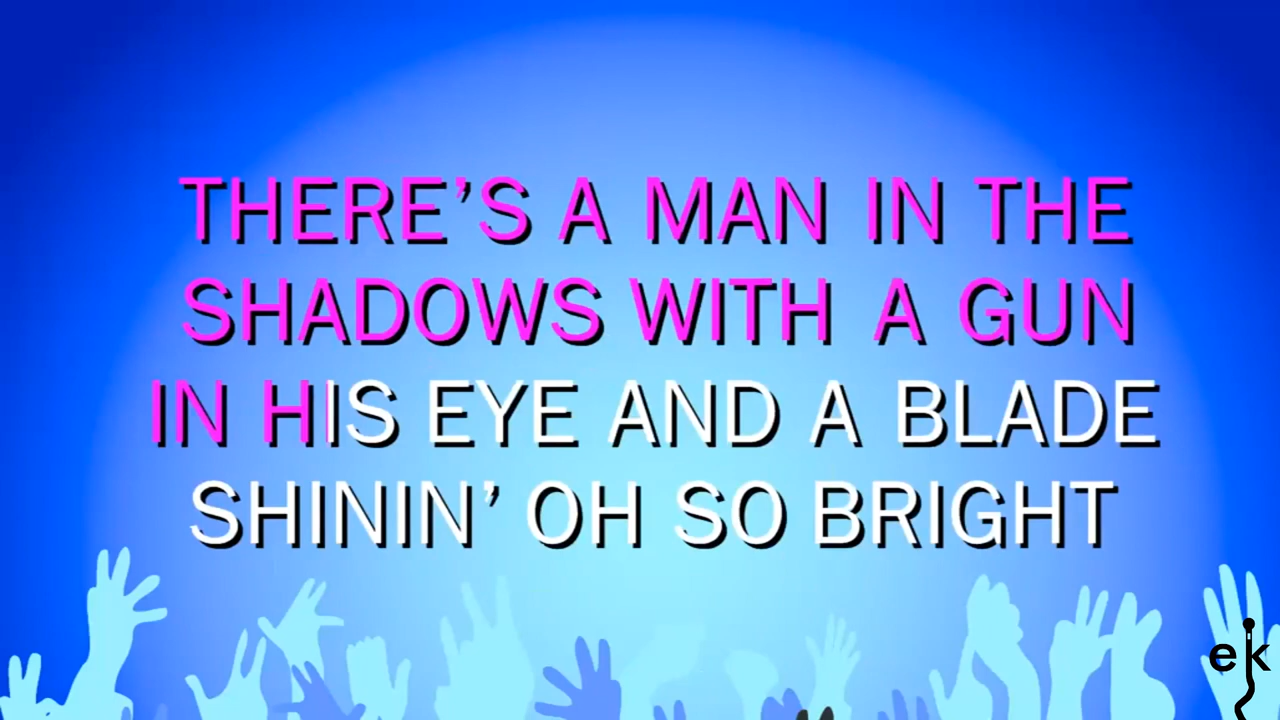 THERE’S A MAN IN THE
SHADOWS WITH A GUN
IN HIS EYE AND A BLADE
SHININ’ OH SO BRIGHT
ek